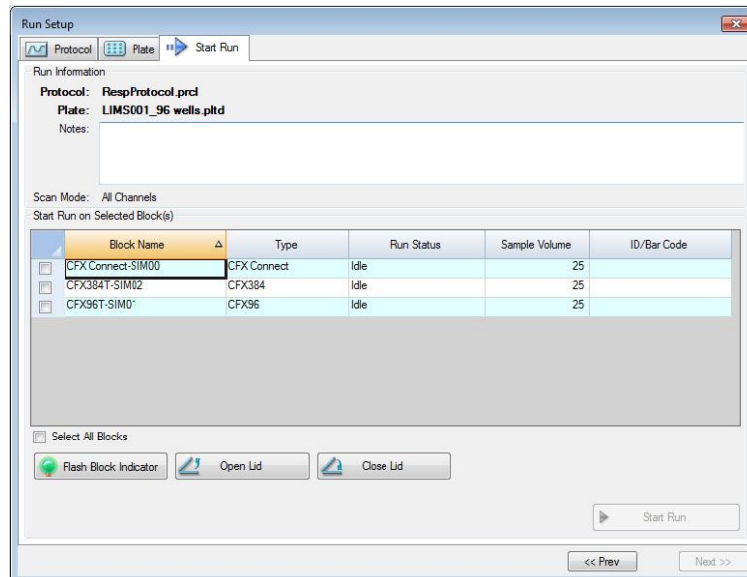 Run Setup
Protocol Plate Start Run
Run Information
Protocol: RespProtocol.prcl
Plate: LIMS001_96 wells.pltd
Notes:
Scan Mode: All Channels
Start Run on Selected Block(s)
Block Name Type Run Status Sample Volume ID/Bar Code
CFX Connect-SIM00 CFX Connect Idle 25
CFX384T-SIM02 CFX384 Idle 25
CFX96T-SIM01 CFX96 Idle 25
Select All Blocks
Flash Block Indicator Open Lid Close Lid
Start Run
<< Prev Next >>